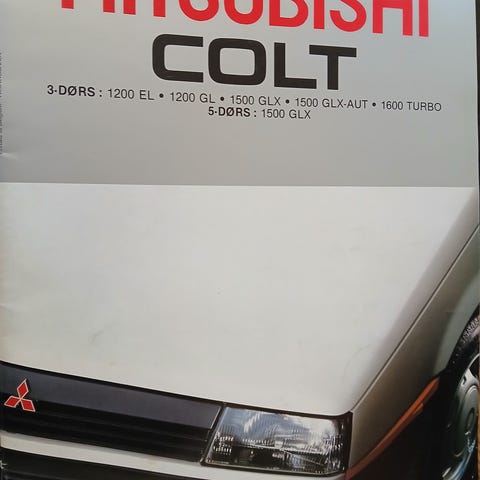 MITSUBISHI
COLT
3-DØRS : 1200 EL • 1200 GL • 1500 GLX • 1500 GLX-AUT • 1600 TURBO
5-DØRS : 1500 GLX